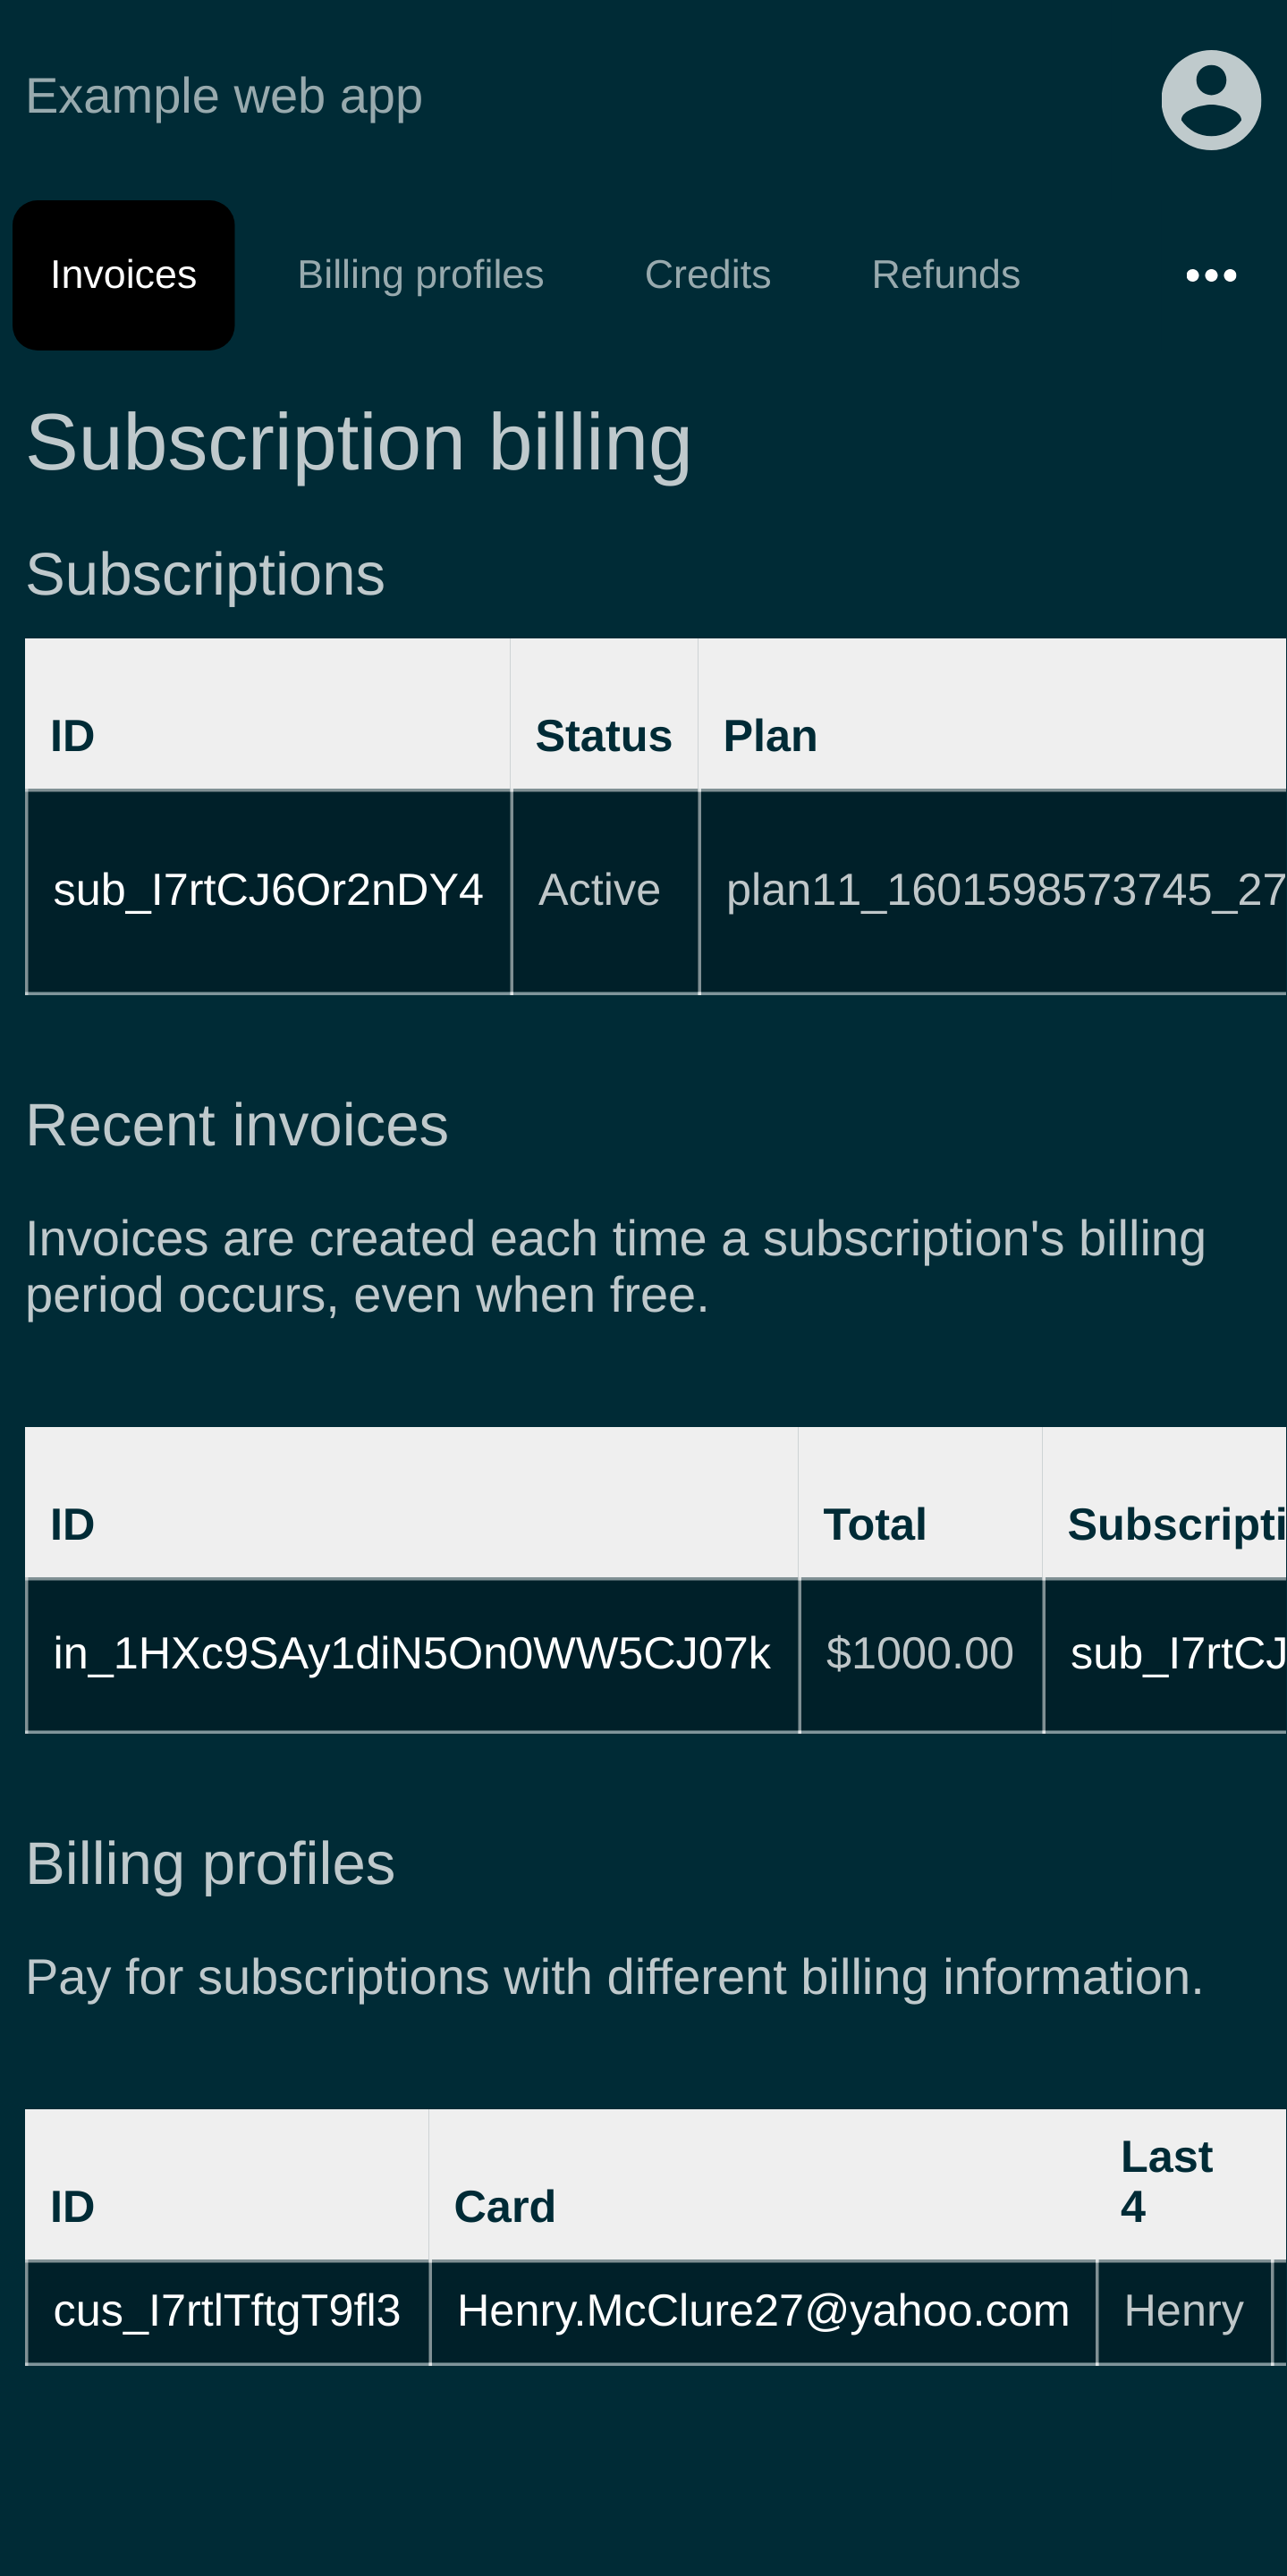 Example web app
Invoices Billing profiles Credits Refunds
Subscription billing
Subscriptions
ID Status Plan
sub_I7rtCJ6Or2nDY4 Active plan11_1601598573745_27
Recent invoices
Invoices are created each time a subscription's billing
period occurs, even when free.
ID Total Subscripti
in_1HXc9SAy1diN5On0WW5CJ07k $1000.00 sub_I7rtCJ
Billing profiles
Pay for subscriptions with different billing information.
ID Card Last 4
cus_I7rtlTftgT9fl3 Henry.McClure27@yahoo.com Henry